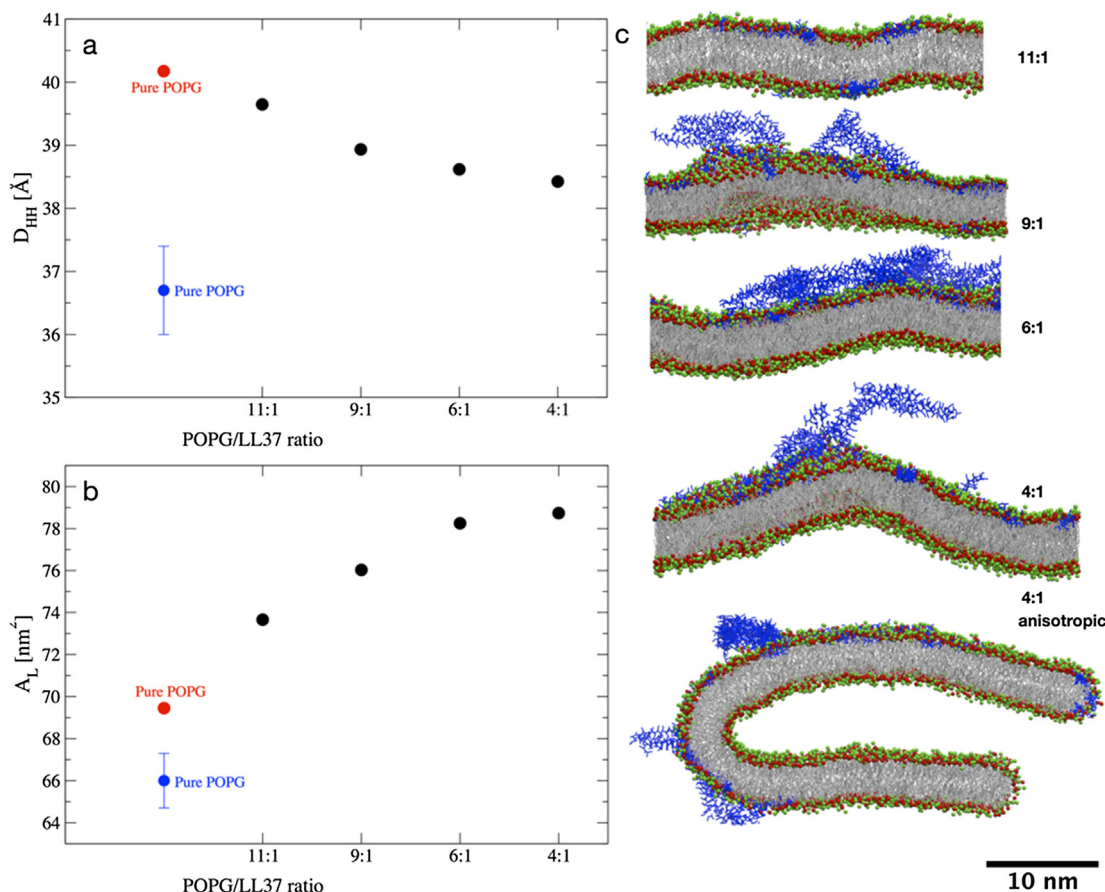 a
41
40
39
38
37
36
35
D_HH [Å]
Pure POPG
Pure POPG
11:1
9:1
6:1
4:1
POPG/LL37 ratio
b
80
78
76
74
72
70
68
66
64
A_L [nm²]
Pure POPG
Pure POPG
11:1
9:1
6:1
4:1
POPG/LL37 ratio
c
11:1
9:1
6:1
4:1
4:1
anisotropic
10 nm